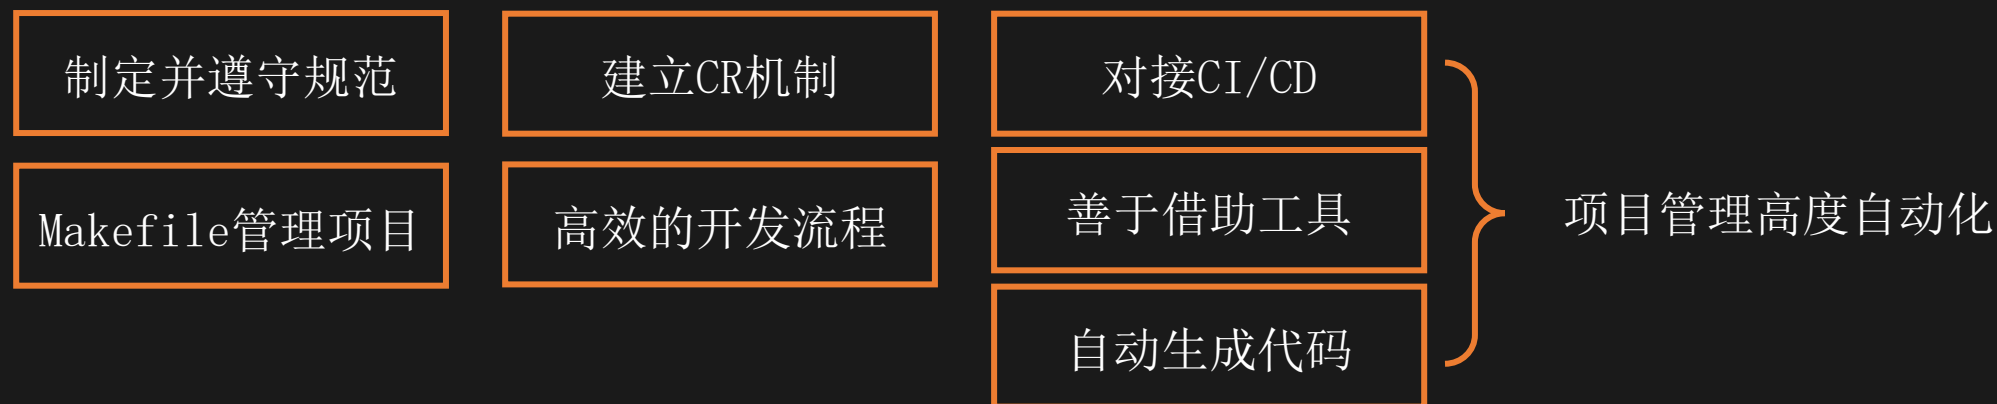 制定并遵守规范
建立CR机制
对接CI/CD
Makefile管理项目
高效的开发流程
善于借助工具
项目管理高度自动化
自动生成代码